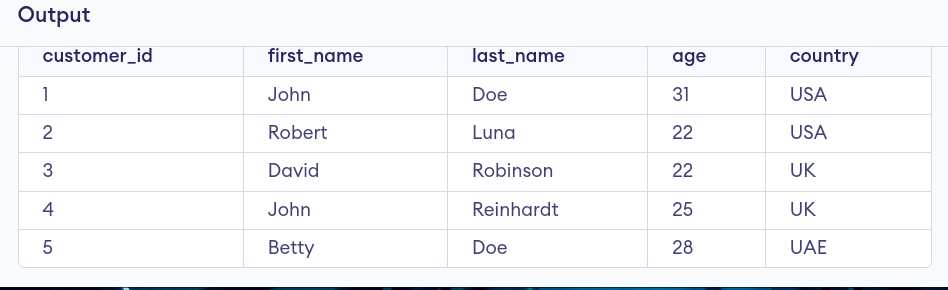 Output
customer_id first_name last_name age country
1 John Doe 31 USA
2 Robert Luna 22 USA
3 David Robinson 22 UK
4 John Reinhardt 25 UK
5 Betty Doe 28 UAE